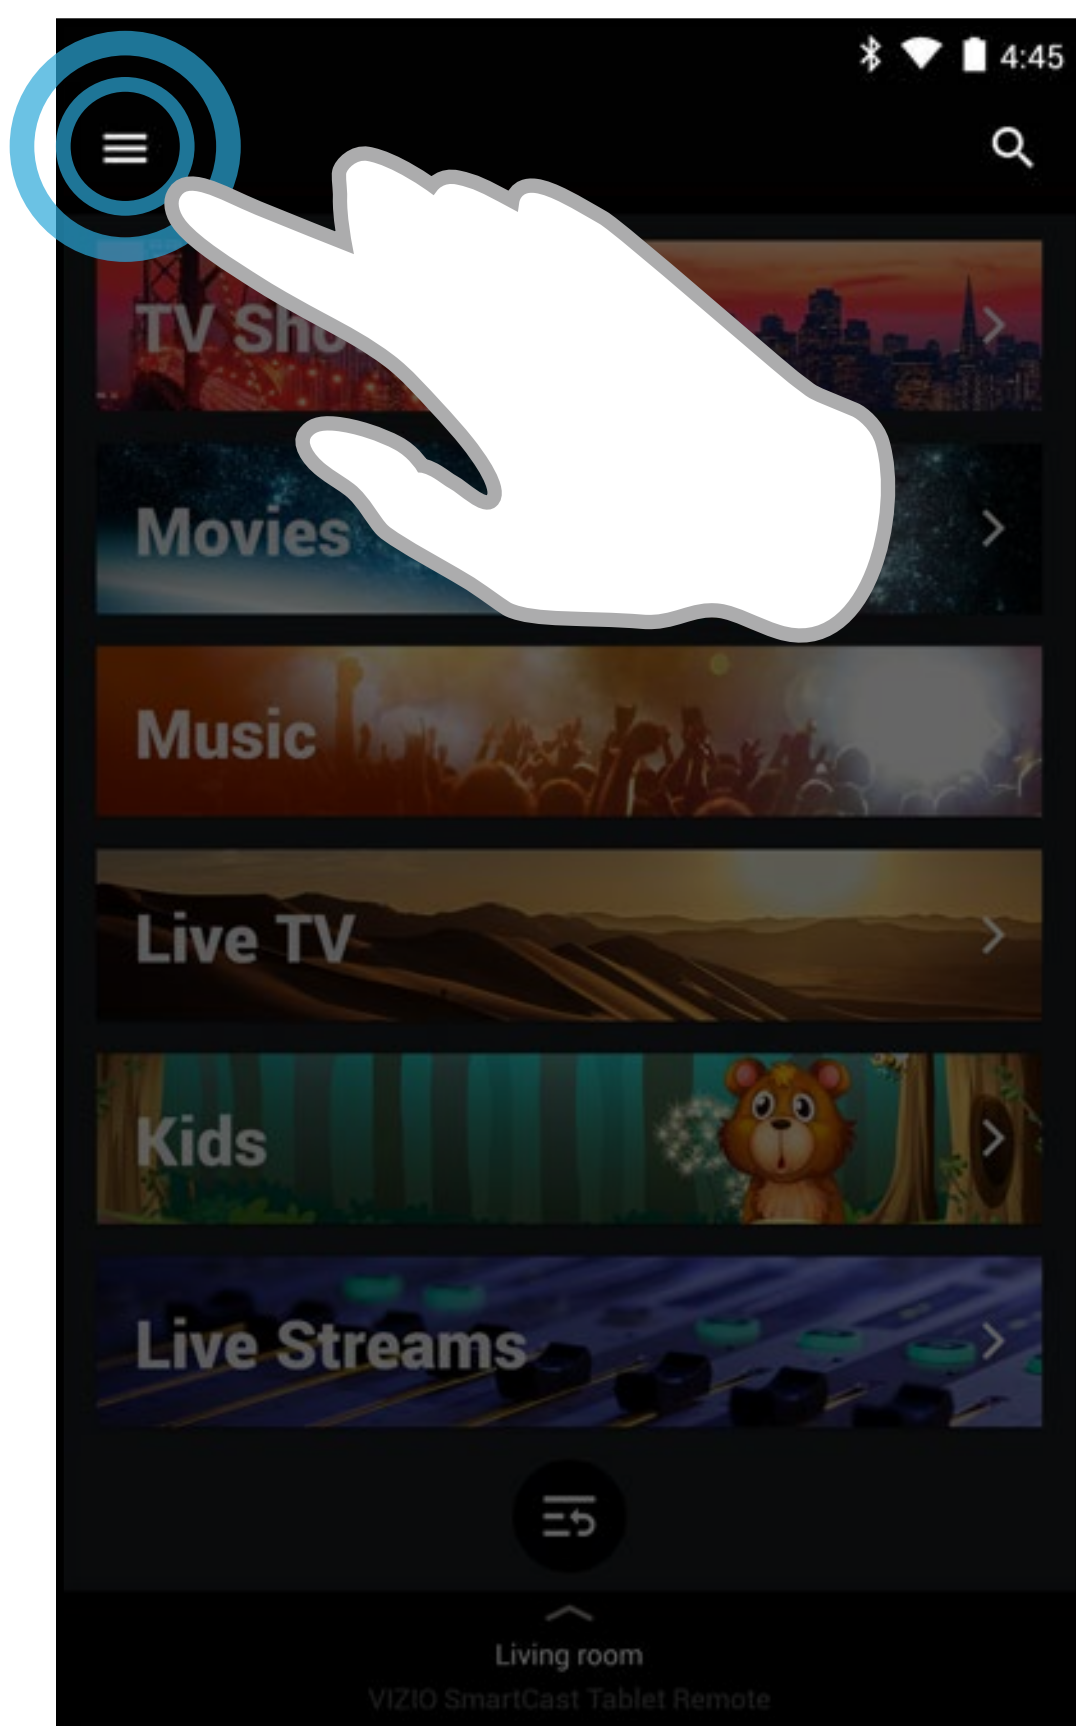 4:45
TV Sho
Movies
Music
Live TV
Kids
Live Streams
Living room
VIZIO SmartCast Tablet Remote